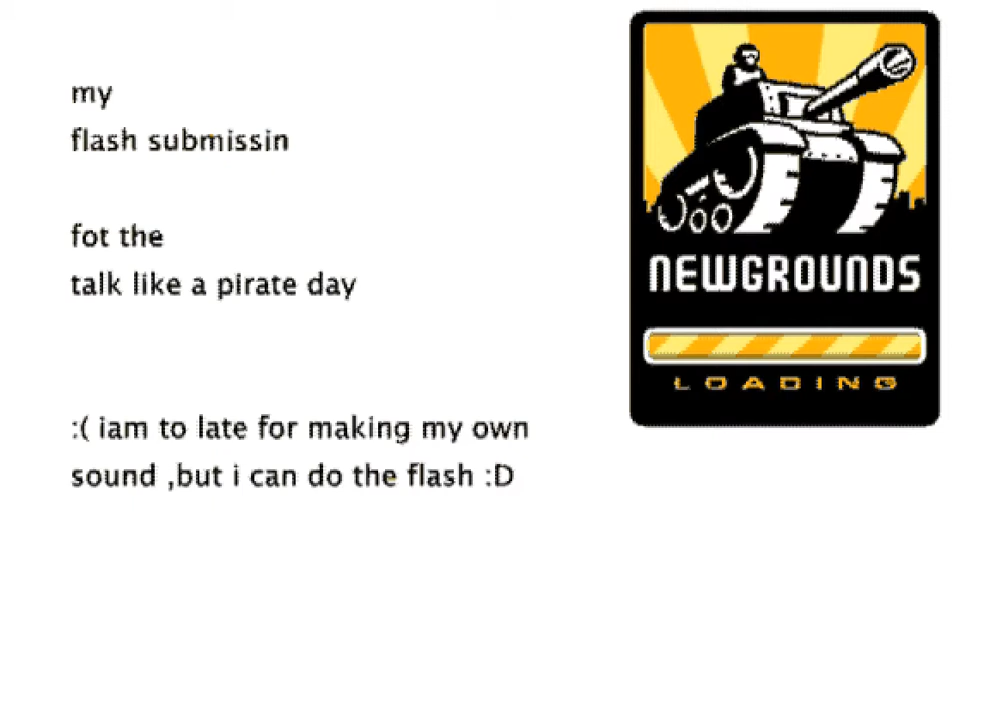 my
flash submissin
fot the
talk like a pirate day
:( iam to late for making my own
sound ,but i can do the flash :D
NEWGROUNDS
LOADING